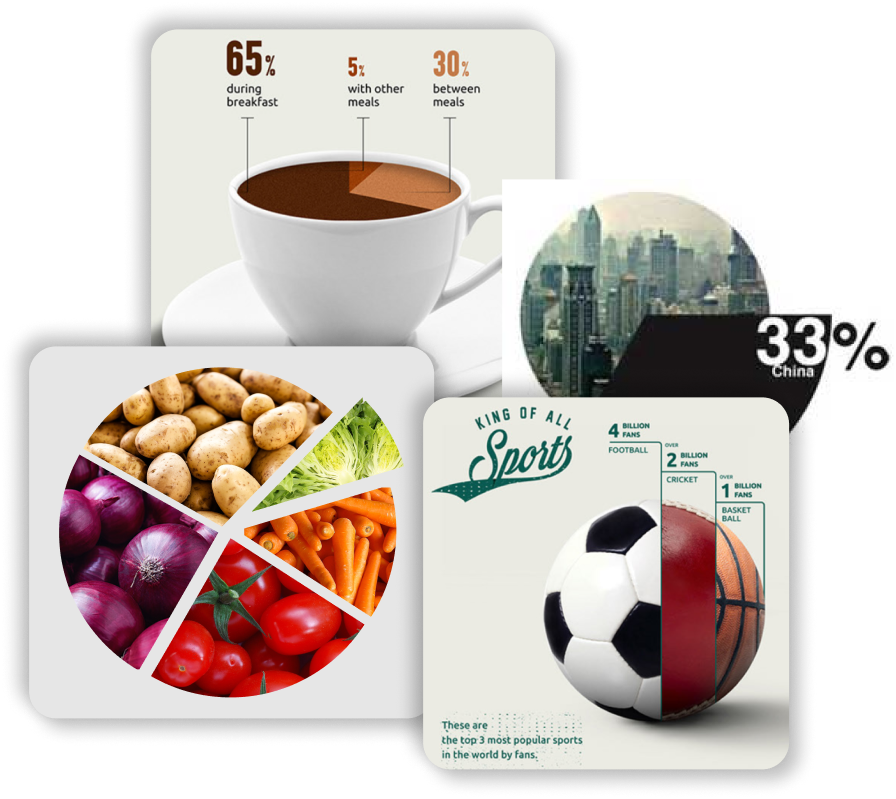 65%
during
breakfast
5%
with other
meals
30%
between
meals
33%
China
KING OF ALL
Sports
4 BILLION
FANS
FOOTBALL
OVER
2 BILLION
FANS
CRICKET
OVER
1 BILLION
FANS
BASKET
BALL
These are
the top 3 most popular sports
in the world by fans.